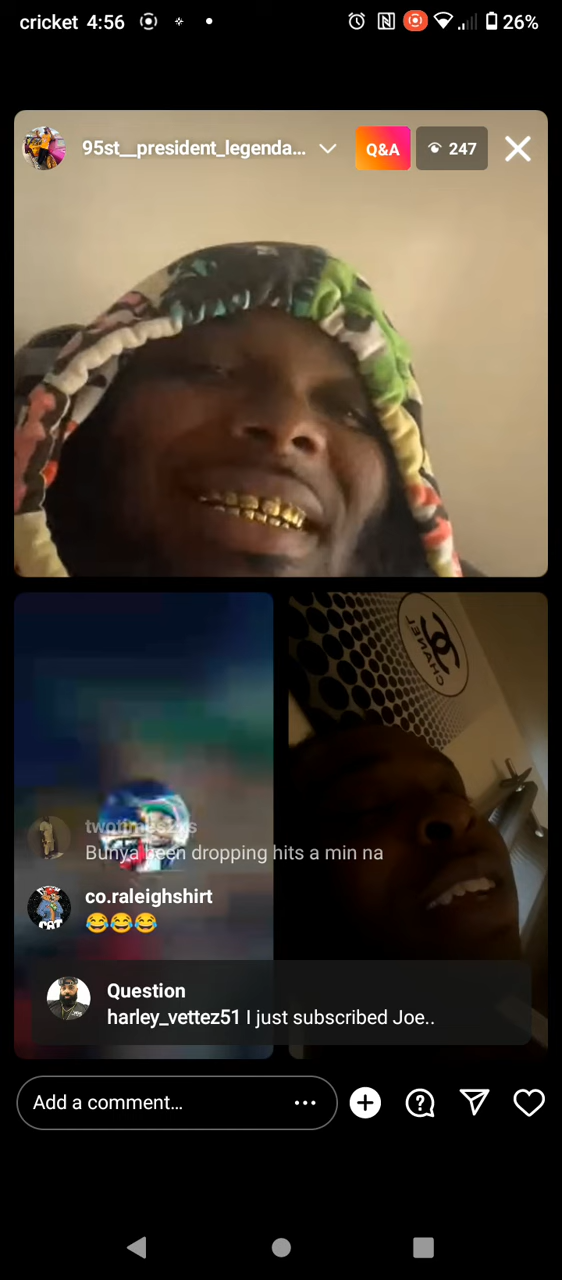 cricket 4:56 26%
95st__president_legenda...
Q&A
247
CHANEL
Bunya been dropping hits a min na
co.raleighshirt
😂😂😂
Question
harley_vettez51 I just subscribed Joe..
Add a comment...